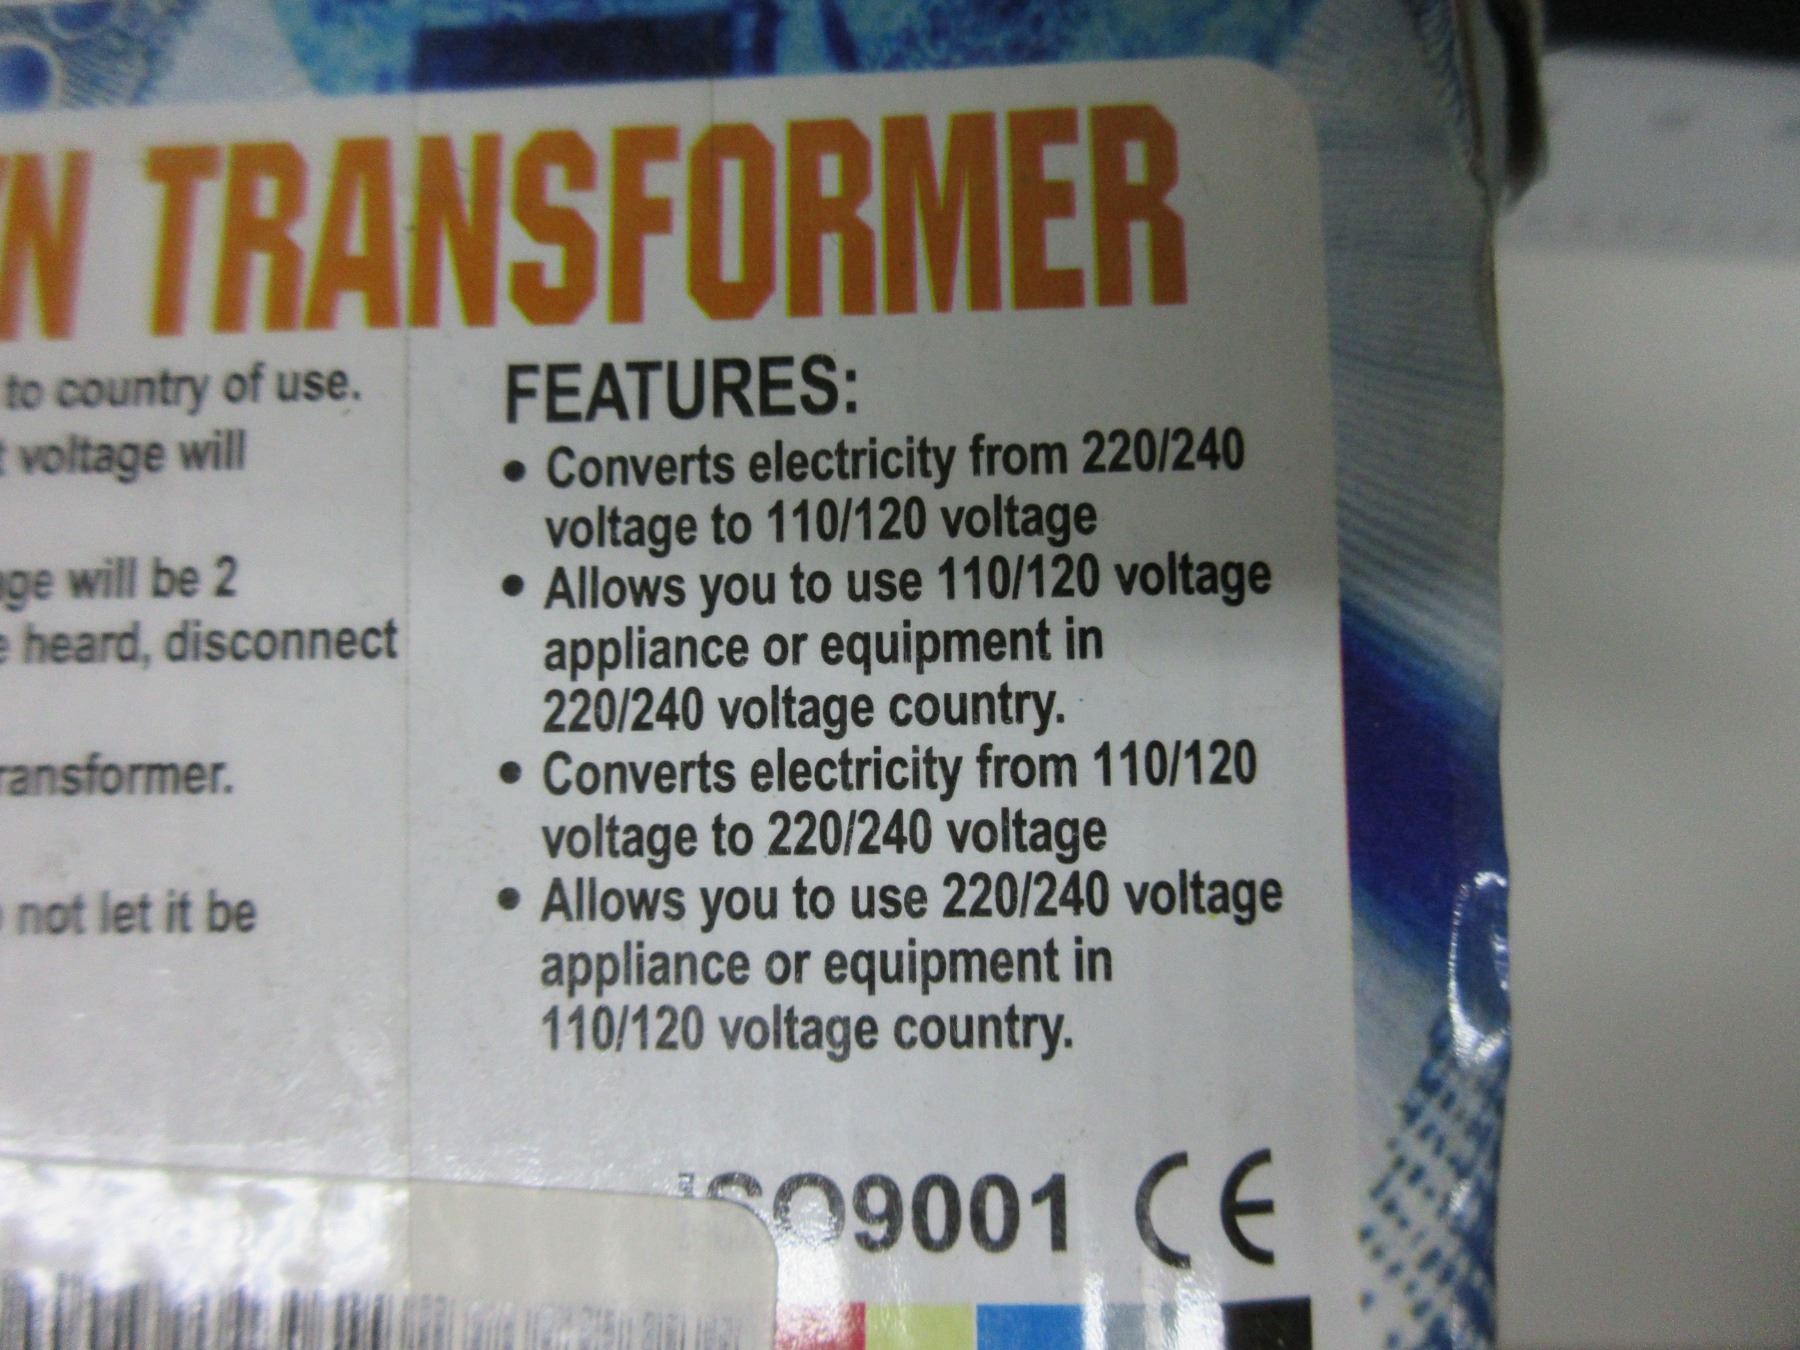 TRANSFORMER
to country of use.
voltage will
will be 2
heard, disconnect
not let it be
FEATURES:
• Converts electricity from 220/240
voltage to 110/120 voltage
• Allows you to use 110/120 voltage
appliance or equipment in
220/240 voltage country.
• Converts electricity from 110/120
voltage to 220/240 voltage
• Allows you to use 220/240 voltage
appliance or equipment in
110/120 voltage country.
ISO9001 CE